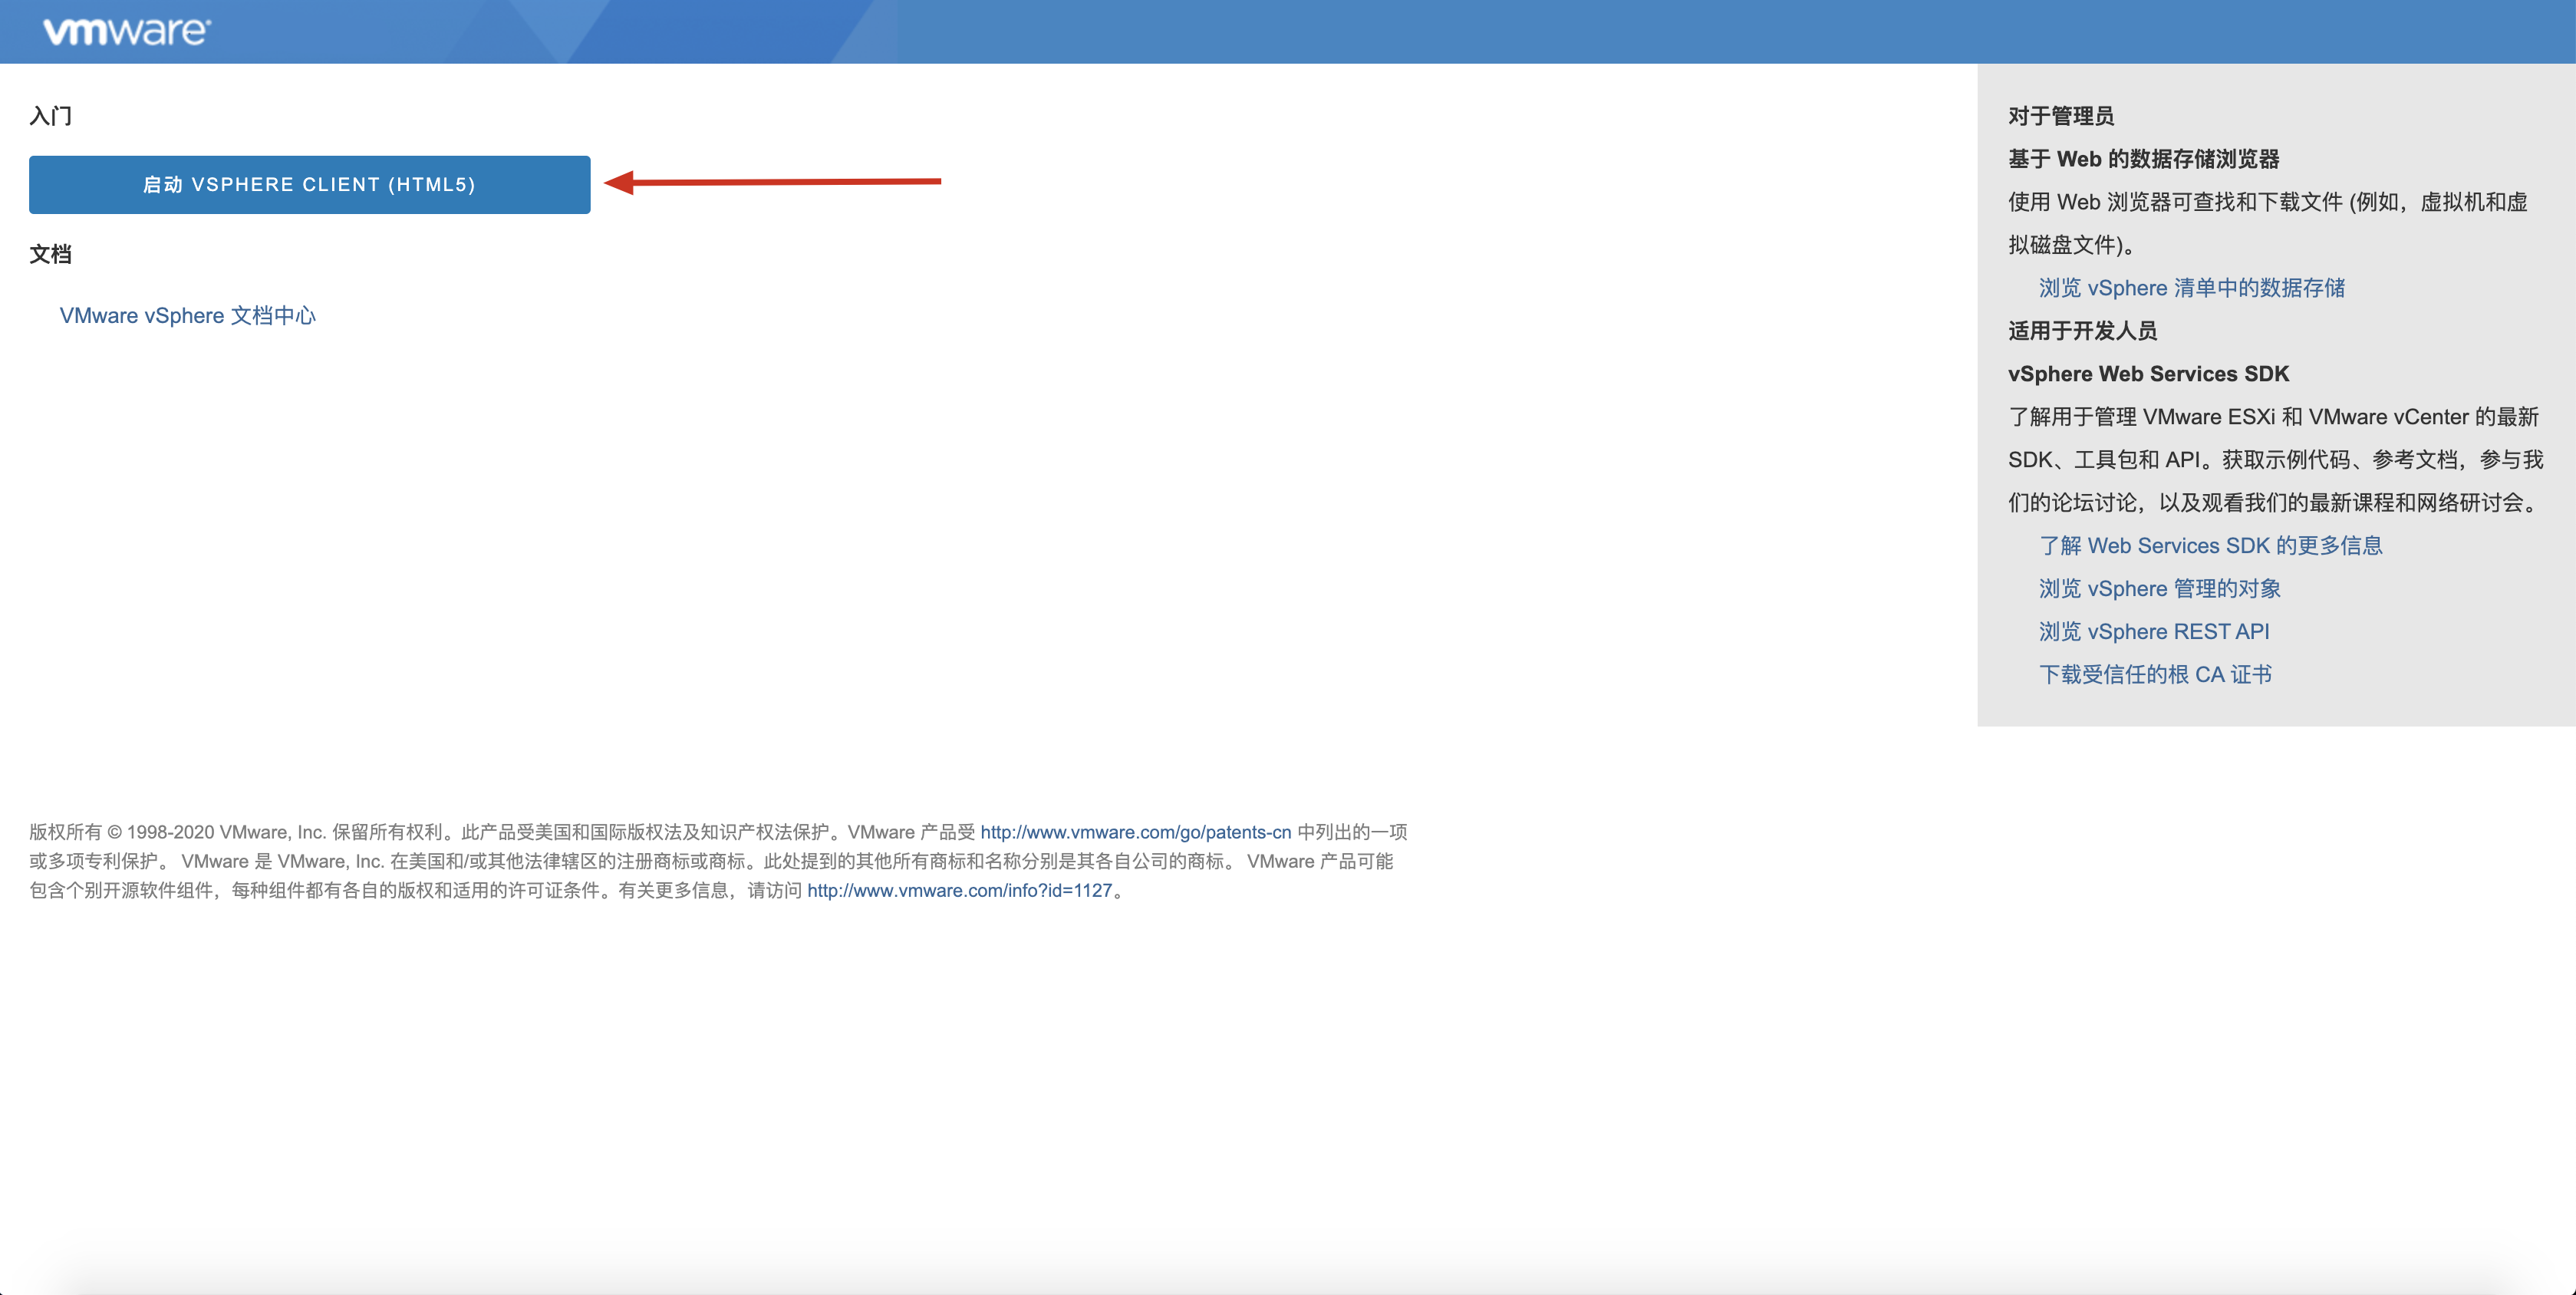 vmware
入门
启动 VSPHERE CLIENT (HTML5)
文档
VMware vSphere 文档中心
对于管理员
基于 Web 的数据存储浏览器
使用 Web 浏览器可查找和下载文件 (例如，虚拟机和虚
拟磁盘文件)。
浏览 vSphere 清单中的数据存储
适用于开发人员
vSphere Web Services SDK
了解用于管理 VMware ESXi 和 VMware vCenter 的最新
SDK、工具包和 API。获取示例代码、参考文档，参与我
们的论坛讨论，以及观看我们的最新课程和网络研讨会。
了解 Web Services SDK 的更多信息
浏览 vSphere 管理的对象
浏览 vSphere REST API
下载受信任的根 CA 证书
版权所有 © 1998-2020 VMware, Inc. 保留所有权利。此产品受美国和国际版权法及知识产权法保护。VMware 产品受 http://www.vmware.com/go/patents-cn 中列出的一项
或多项专利保护。 VMware 是 VMware, Inc. 在美国和/或其他法律辖区的注册商标或商标。此处提到的其他所有商标和名称分别是其各自公司的商标。 VMware 产品可能
包含个别开源软件组件，每种组件都有各自的版权和适用的许可证条件。有关更多信息，请访问 http://www.vmware.com/info?id=1127。